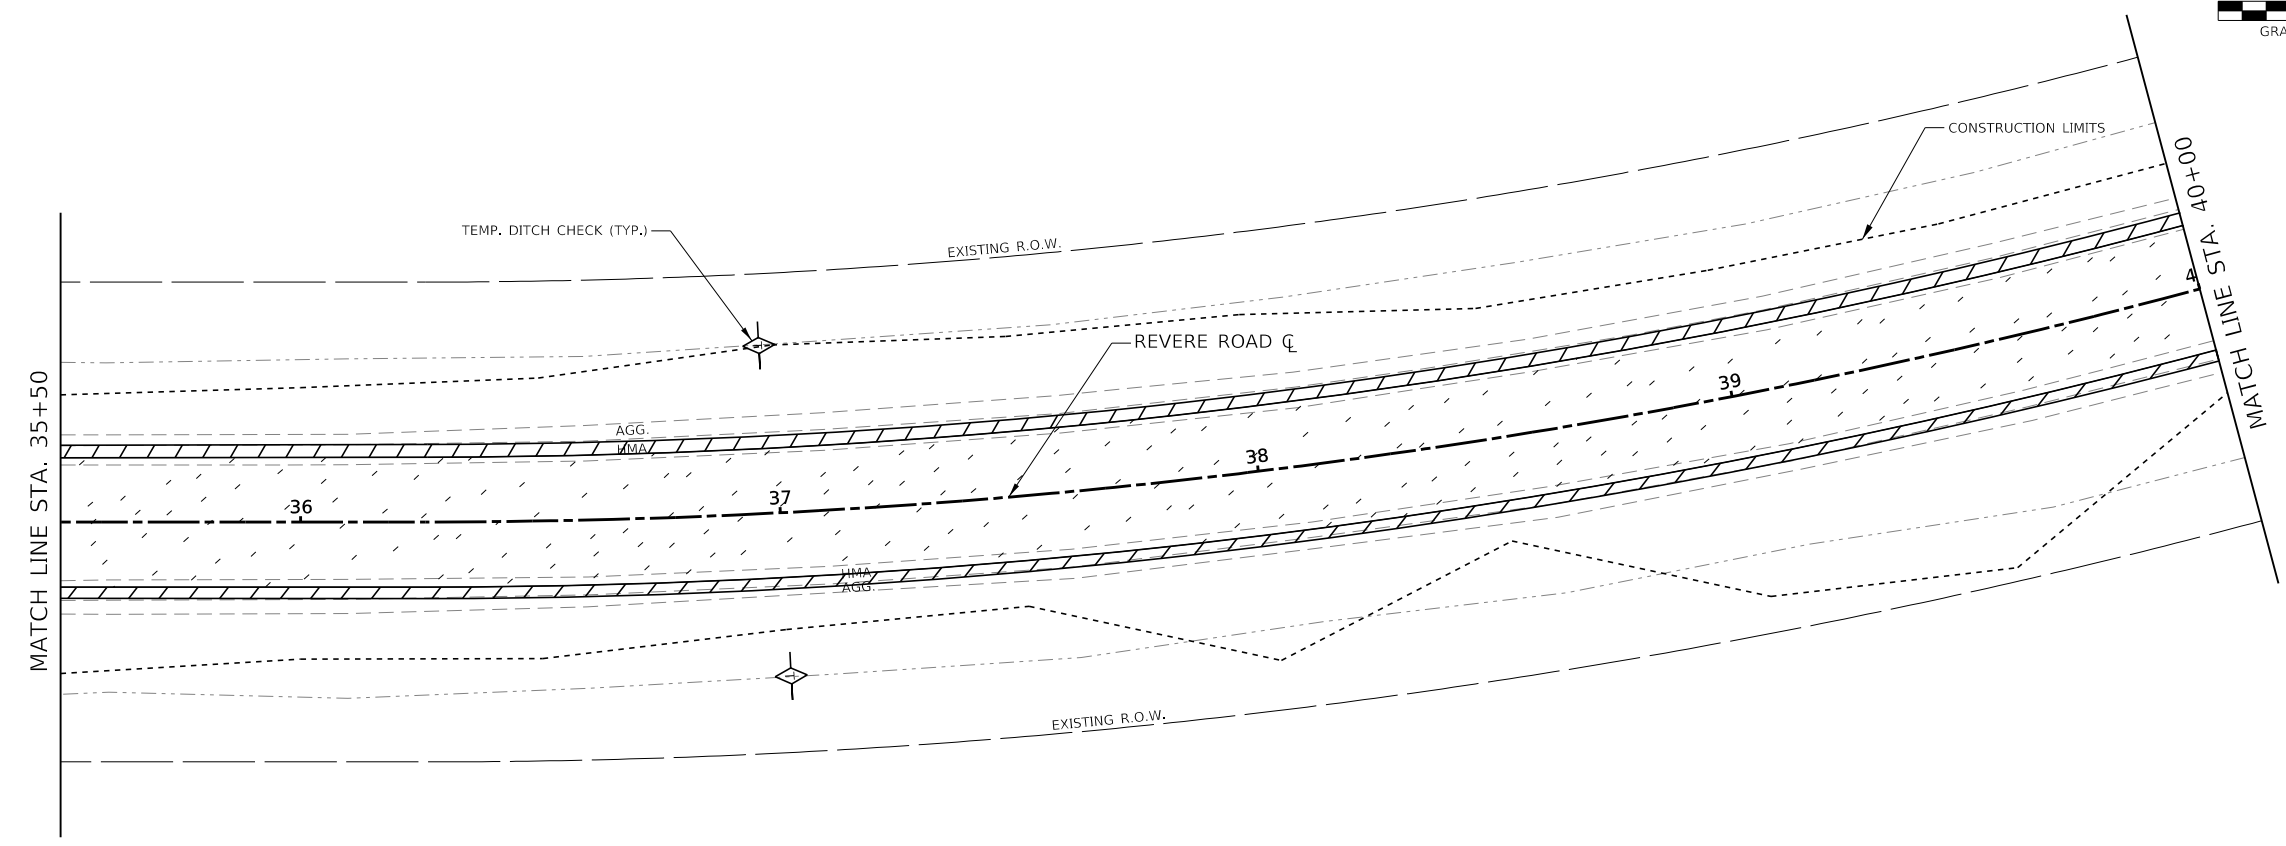 GRA
CONSTRUCTION LIMITS
TEMP. DITCH CHECK (TYP.)
EXISTING R.O.W.
REVERE ROAD ℄
AGG.
HMA
36
37
38
39
4
HMA
AGG.
EXISTING R.O.W.
MATCH LINE STA. 35+50
MATCH LINE STA. 40+00